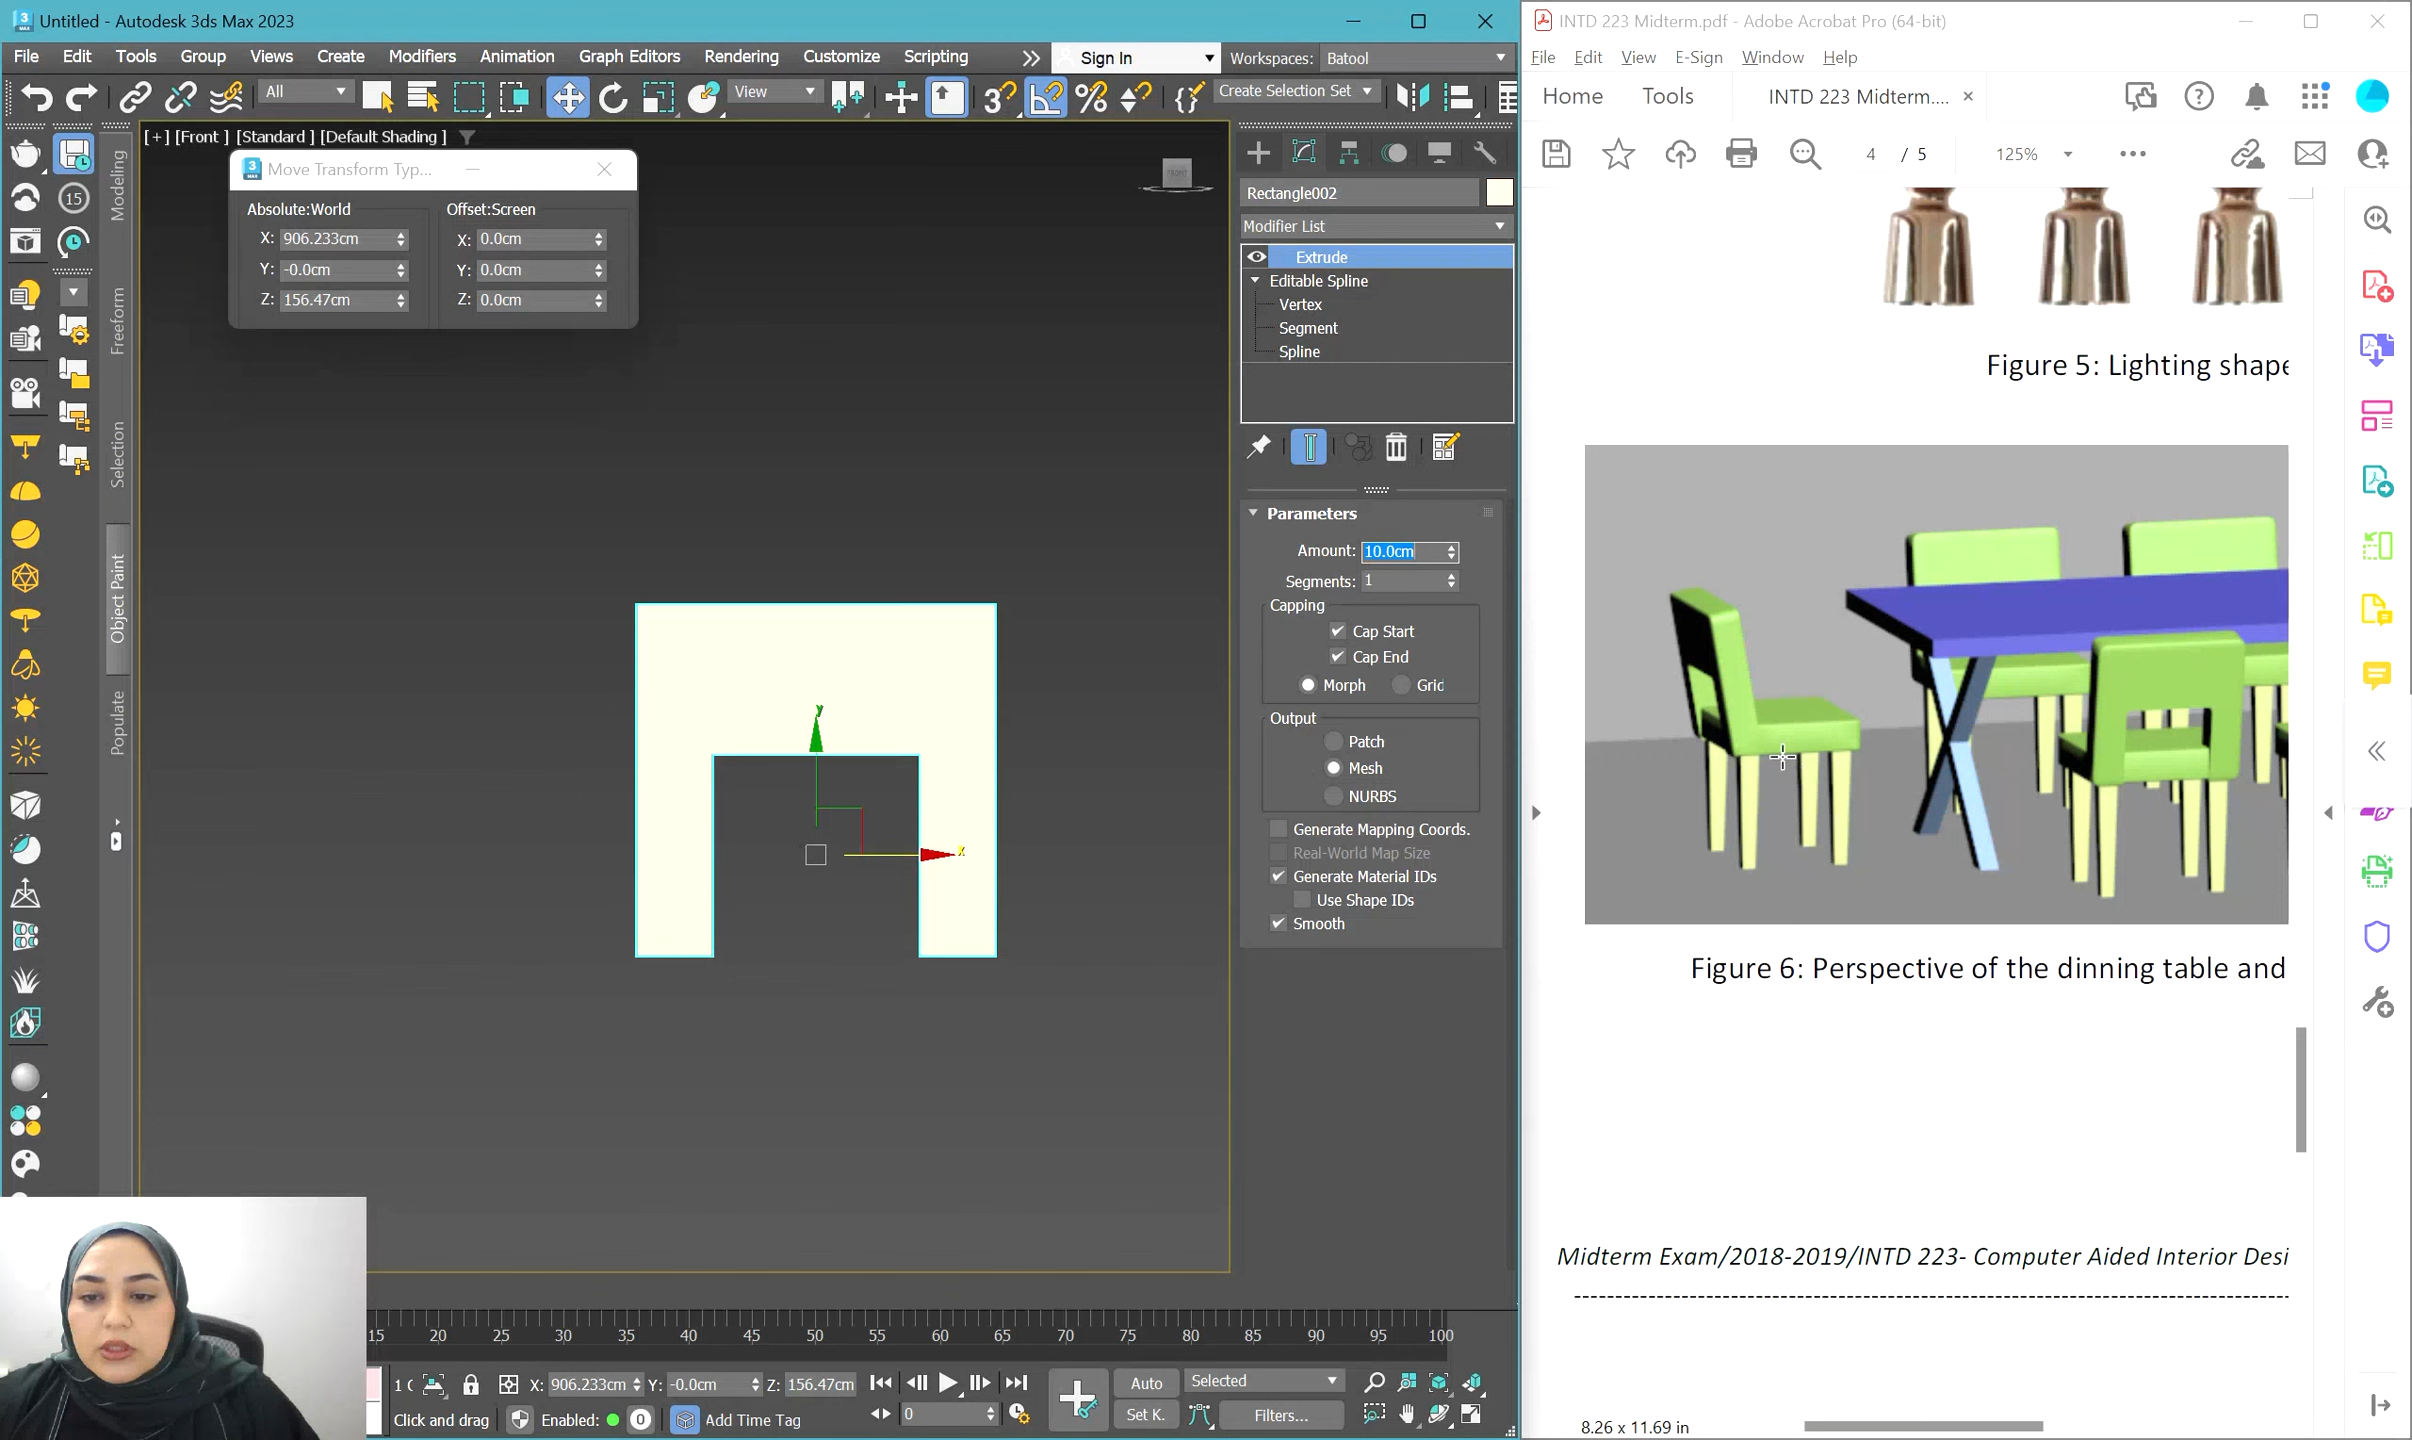 Untitled - Autodesk 3ds Max 2023
File Edit Tools Group Views Create Modifiers Animation Graph Editors Rendering Customize Scripting
Sign In
Workspaces: Batool
All
View
Create Selection Set
[ + ] [Front ] [Standard ] [Default Shading ]
Move Transform Typ...
Absolute:World
X: 906.233cm
Y: -0.0cm
Z: 156.47cm
Offset:Screen
X: 0.0cm
Y: 0.0cm
Z: 0.0cm
15
Modeling
Freeform
Selection
Object Paint
Populate
FRONT
y
x
Rectangle002
Modifier List
Extrude
Editable Spline
Vertex
Segment
Spline
Parameters
Amount: 10.0cm
Segments: 1
Capping
Cap Start
Cap End
Morph Grid
Output
Patch
Mesh
NURBS
Generate Mapping Coords.
Real-World Map Size
Generate Material IDs
Use Shape IDs
Smooth
15 20 25 30 35 40 45 50 55 60 65 70 75 80 85 90 95 100
X: 906.233cm Y: -0.0cm Z: 156.47cm
Auto
Selected
Click and drag
Enabled:
Add Time Tag
0
Set K.
Filters...
INTD 223 Midterm.pdf - Adobe Acrobat Pro (64-bit)
File Edit View E-Sign Window Help
Home Tools INTD 223 Midterm....
4 / 5
125%
Figure 5: Lighting shape
Figure 6: Perspective of the dinning table and
Midterm Exam/2018-2019/INTD 223- Computer Aided Interior Desi
8.26 x 11.69 in